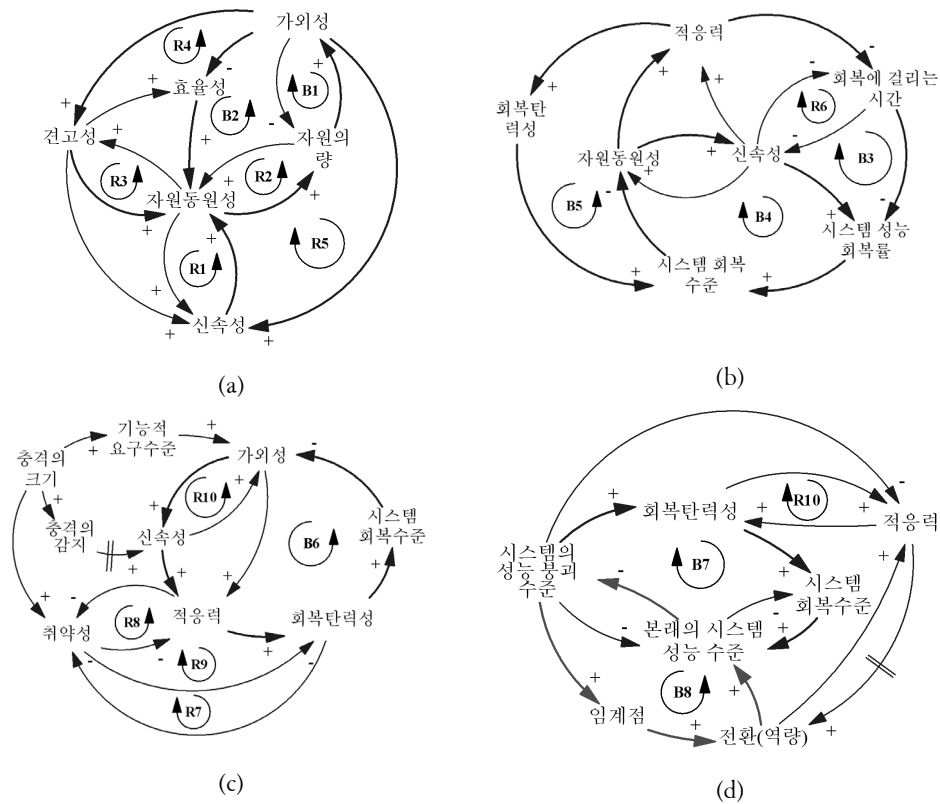 가외성
R4
-
+
효율성
B1
+
B2
-
견고성
+
+
자원의
량
R3
R2
+
+
자원동원성
+
+
R5
R1
+
+
신속성
+
+
(a)
적응력
-
+
+
회복에 걸리는
시간
+
회복탄
력성
-
R6
-
자원동원성
+
신속성
+
B3
B5
-
B4
+
-
시스템 성능
회복률
시스템 회복
수준
+
+
(b)
기능적
요구수준
+
+
가외성
-
충격의
크기
+
R10
+
+
충격의
감지
신속성
시스템
회복수준
B6
+
+
+
+
-
R8
적응력
회복탄력성
취약성
-
-
R9
+
-
R7
(c)
-
+
R10
회복탄력성
+
+
적응력
시스템의
성능 붕괴
수준
-
B7
+
+
시스템
회복수준
-
-
본래의 시스템
성능 수준
+
B8
+
+
임계점
+
전환(역량)
+
(d)